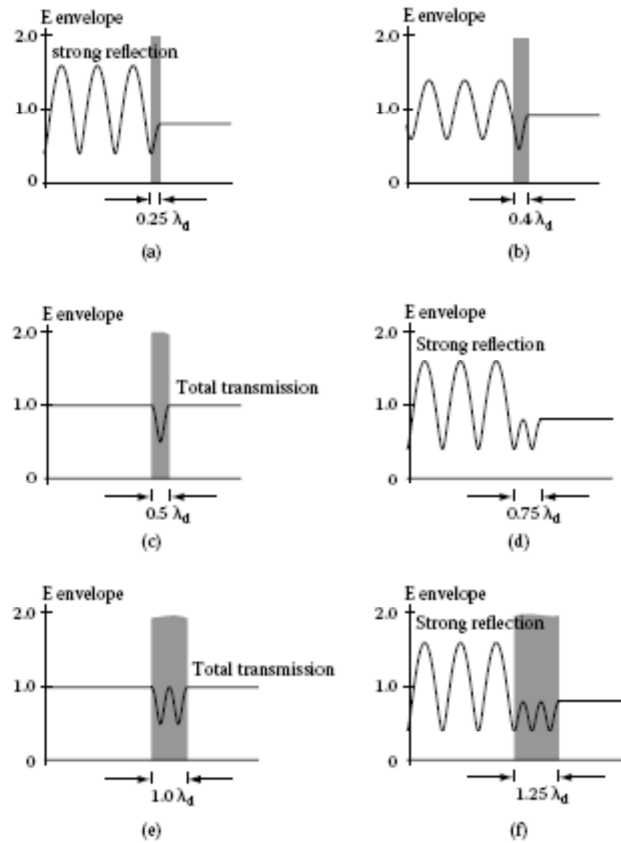 E envelope
2.0
strong reflection
1.0
0
0.25 λd
(a)
E envelope
2.0
1.0
0
0.4 λd
(b)
E envelope
2.0
Total transmission
1.0
0
0.5 λd
(c)
E envelope
2.0
Strong reflection
1.0
0
0.75 λd
(d)
E envelope
2.0
Total transmission
1.0
0
1.0 λd
(e)
E envelope
2.0
Strong reflection
1.0
0
1.25 λd
(f)